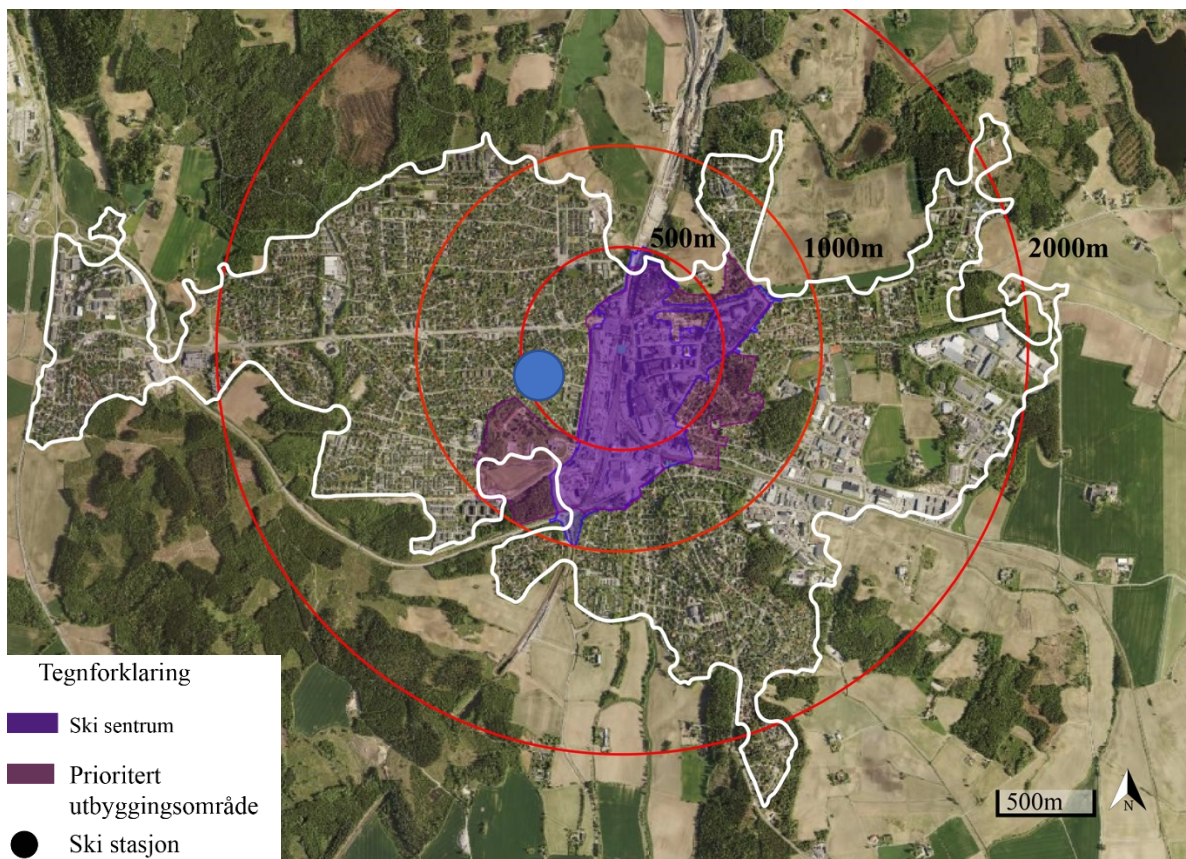 500m
1000m
2000m
Tegnforklaring
Ski sentrum
Prioritert
utbyggingsområde
Ski stasjon
500m
N